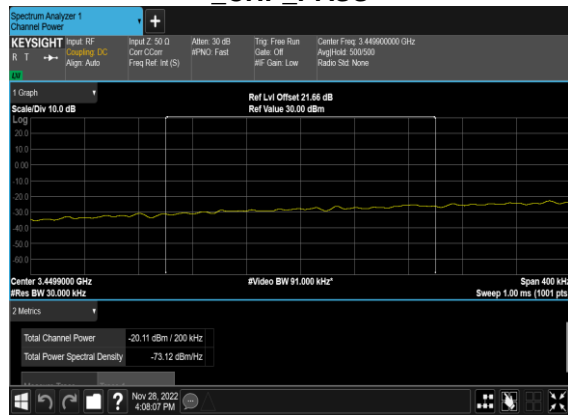 Spectrum Analyzer 1
Channel Power
+
KEYSIGHT
R T
Input: RF
Coupling: DC
Align: Auto
Input Z: 50 Ω
Corr CCorr
Freq Ref: Int (S)
Atten: 30 dB
#PNO: Fast
Trig: Free Run
Gate: Off
#IF Gain: Low
Center Freq: 3.449900000 GHz
Avg|Hold: 500/500
Radio Std: None
1 Graph
Scale/Div 10.0 dB
Ref Lvl Offset 21.66 dB
Ref Value 30.00 dBm
Log
20.0
10.0
0.00
-10.0
-20.0
-30.0
-40.0
-50.0
-60.0
Center 3.4499000 GHz
#Video BW 91.000 kHz*
Span 400 kHz
#Res BW 30.000 kHz
Sweep 1.00 ms (1001 pts
2 Metrics
Total Channel Power -20.11 dBm / 200 kHz
Total Power Spectral Density -73.12 dBm/Hz
?
Nov 28, 2022
4:08:07 PM